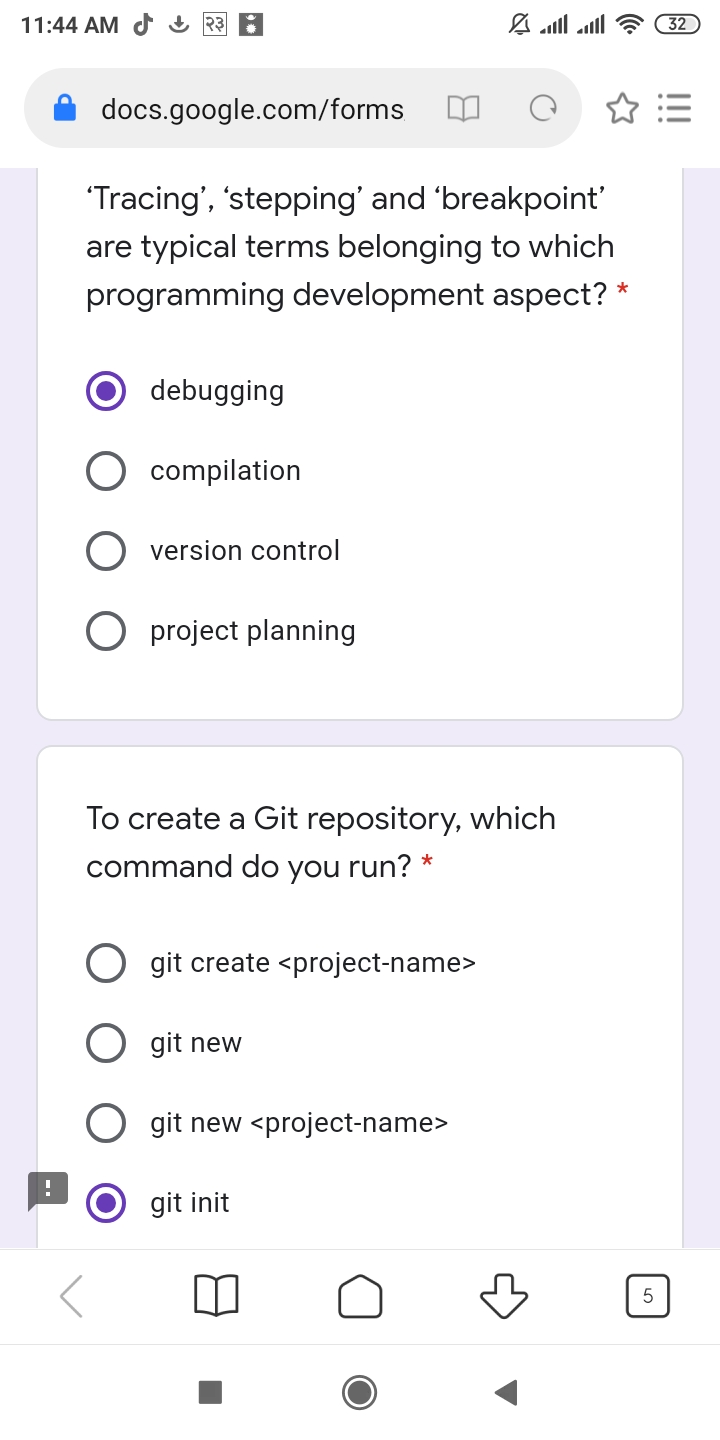 11:44 AM २३ 32
docs.google.com/forms
‘Tracing’, ‘stepping’ and ‘breakpoint’
are typical terms belonging to which
programming development aspect? *
debugging
compilation
version control
project planning
To create a Git repository, which
command do you run? *
git create <project-name>
git new
git new <project-name>
git init
5